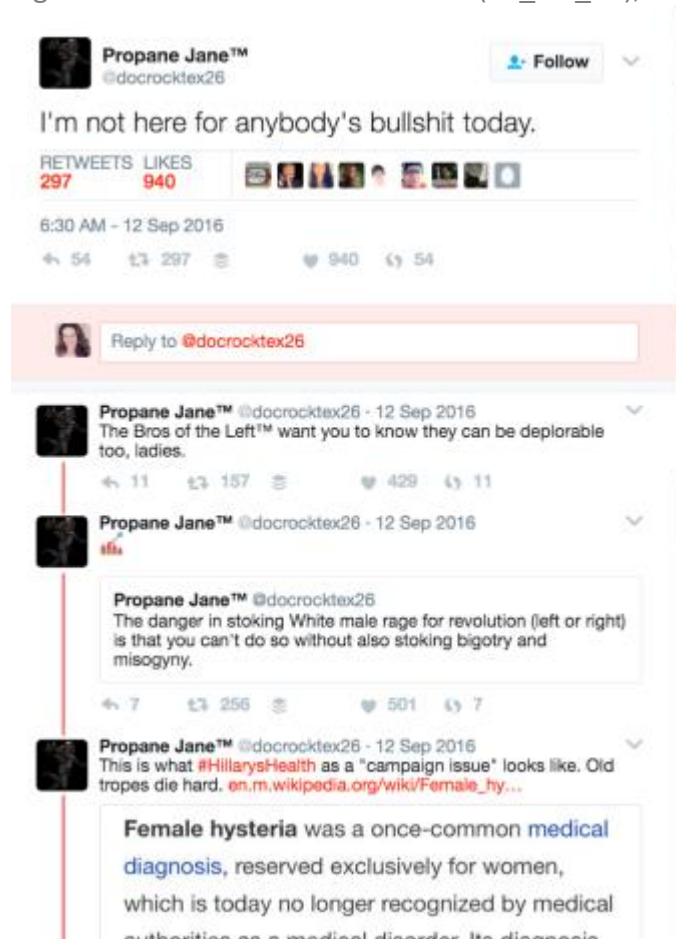 Propane Jane™
@docrocktex26
Follow
I'm not here for anybody's bullshit today.
RETWEETS LIKES
297 940
6:30 AM - 12 Sep 2016
54 297 940 54
Reply to @docrocktex26
Propane Jane™ @docrocktex26 · 12 Sep 2016
The Bros of the Left™ want you to know they can be deplorable
too, ladies.
11 157 429 11
Propane Jane™ @docrocktex26 · 12 Sep 2016
Propane Jane™ @docrocktex26
The danger in stoking White male rage for revolution (left or right)
is that you can't do so without also stoking bigotry and
misogyny.
7 256 501 7
Propane Jane™ @docrocktex26 · 12 Sep 2016
This is what #HillarysHealth as a "campaign issue" looks like. Old
tropes die hard. en.m.wikipedia.org/wiki/Female_hy…
Female hysteria was a once-common medical
diagnosis, reserved exclusively for women,
which is today no longer recognized by medical
authorities as a medical disorder. Its diagnosis